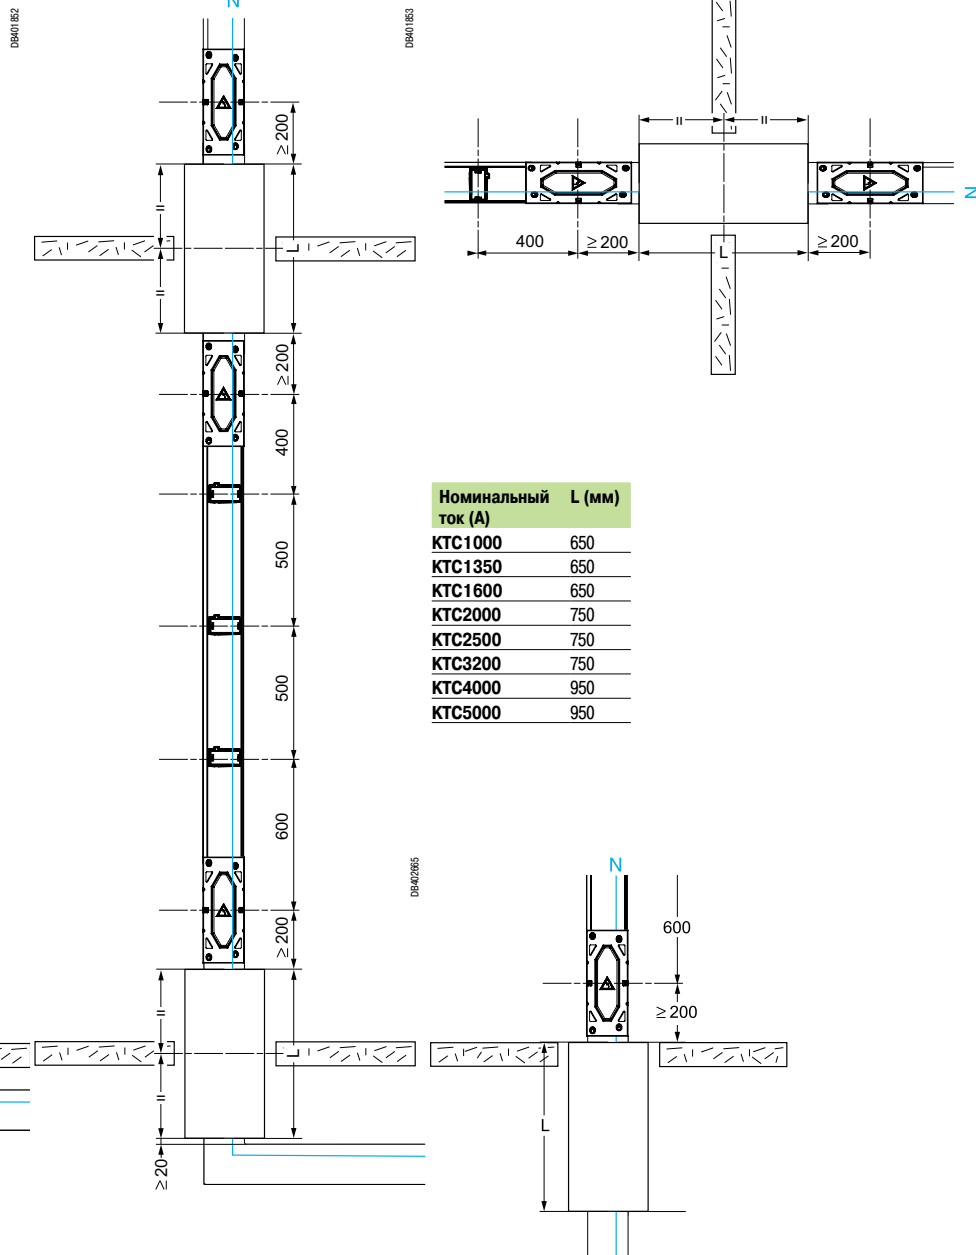 DB401852
N
≥ 200
=
L
=
≥ 200
400
500
500
600
≥ 200
=
L
=
≥ 20
DB401853
=
=
N
400
≥ 200
L
≥ 200
Номинальный L (мм)
ток (А)
KTC1000 650
KTC1350 650
KTC1600 650
KTC2000 750
KTC2500 750
KTC3200 750
KTC4000 950
KTC5000 950
DB402665
N
600
≥ 200
L